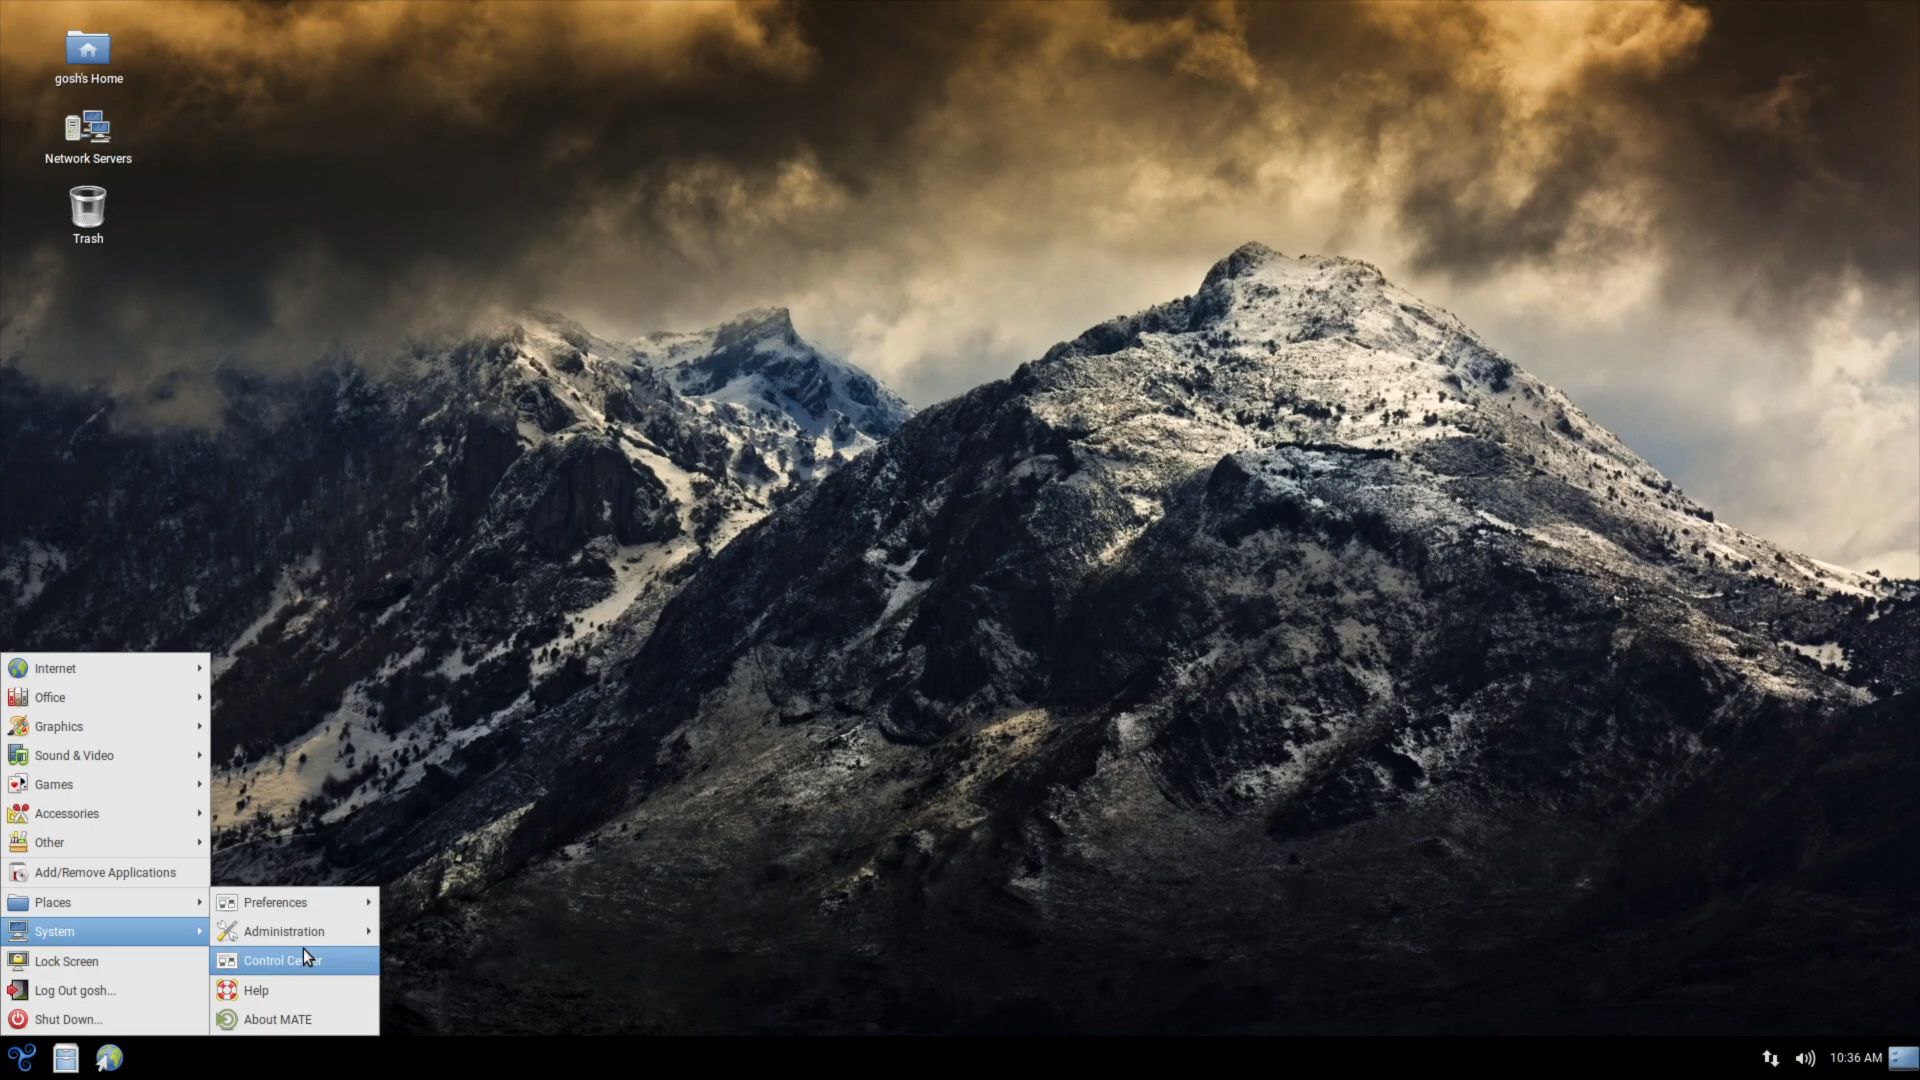 gosh's Home
Network Servers
Trash
Internet
Office
Graphics
Sound & Video
Games
Accessories
Other
Add/Remove Applications
Places
System
Lock Screen
Log Out gosh...
Shut Down...
Preferences
Administration
Control
Help
About MATE
10:36 AM